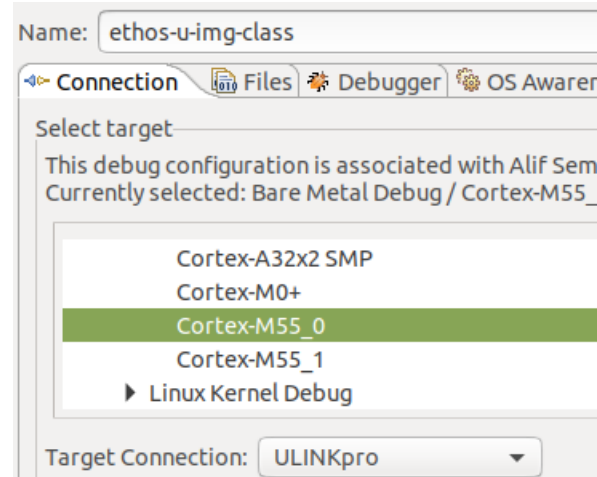 Name: ethos-u-img-class
Connection Files Debugger OS Awaren
Select target
This debug configuration is associated with Alif Sem
Currently selected: Bare Metal Debug / Cortex-M55_
Cortex-A32x2 SMP
Cortex-M0+
Cortex-M55_0
Cortex-M55_1
Linux Kernel Debug
Target Connection: ULINKpro